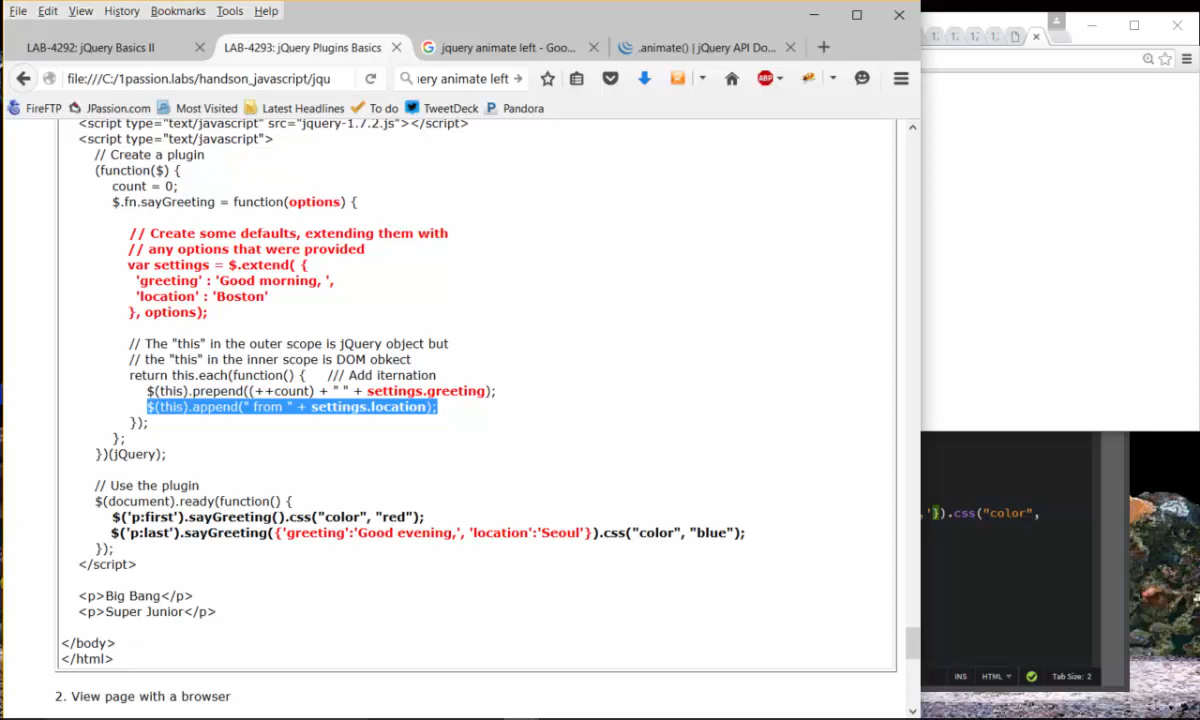 File Edit View History Bookmarks Tools Help
LAB-4292: jQuery Basics II
LAB-4293: jQuery Plugins Basics
jquery animate left - Goo...
.animate() | jQuery API Do...
file:///C:/1passion.labs/handson_javascript/jqu
ery animate left
ABP
FireFTP JPassion.com Most Visited Latest Headlines To do TweetDeck Pandora
<script type="text/javascript" src="jquery-1.7.2.js"></script>
<script type="text/javascript">
// Create a plugin
(function($) {
count = 0;
$.fn.sayGreeting = function(options) {
// Create some defaults, extending them with
// any options that were provided
var settings = $.extend( {
'greeting' : 'Good morning, ',
'location' : 'Boston'
}, options);
// The "this" in the outer scope is jQuery object but
// the "this" in the inner scope is DOM obkect
return this.each(function() { /// Add iternation
$(this).prepend((++count) + " " + settings.greeting);
$(this).append(" from " + settings.location);
});
};
})(jQuery);
// Use the plugin
$(document).ready(function() {
$('p:first').sayGreeting().css("color", "red");
$('p:last').sayGreeting({'greeting':'Good evening,', 'location':'Seoul'}).css("color", "blue");
});
</script>
<p>Big Bang</p>
<p>Super Junior</p>
</body>
</html>
2. View page with a browser
'}).css("color",
INS HTML Tab Size: 2